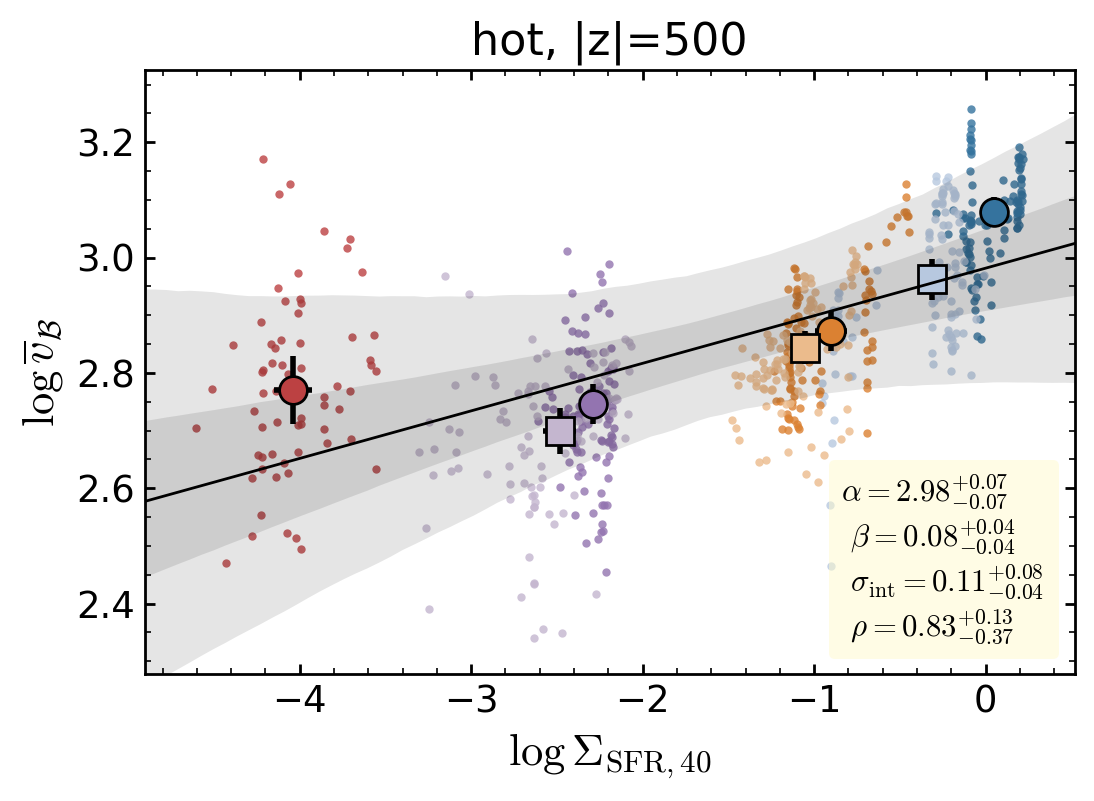 hot, |z|=500
log v̅_ℬ
3.2
3.0
2.8
2.6
2.4
α = 2.98^{+0.07}_{−0.07}
β = 0.08^{+0.04}_{−0.04}
σ_int = 0.11^{+0.08}_{−0.04}
ρ = 0.83^{+0.13}_{−0.37}
−4 −3 −2 −1 0
log Σ_{SFR, 40}